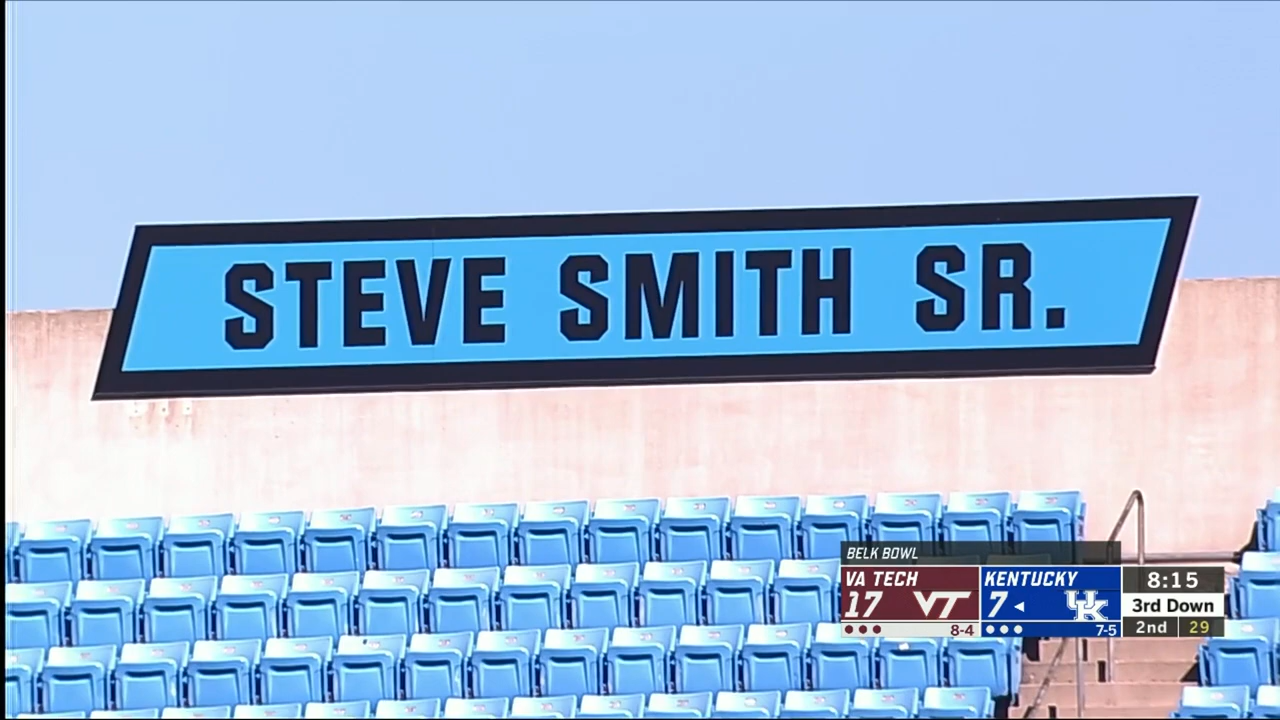 STEVE SMITH SR.
BELK BOWL
VA TECH
17 VT
8-4
KENTUCKY
7 UK
7-5
8:15
3rd Down
2nd 29